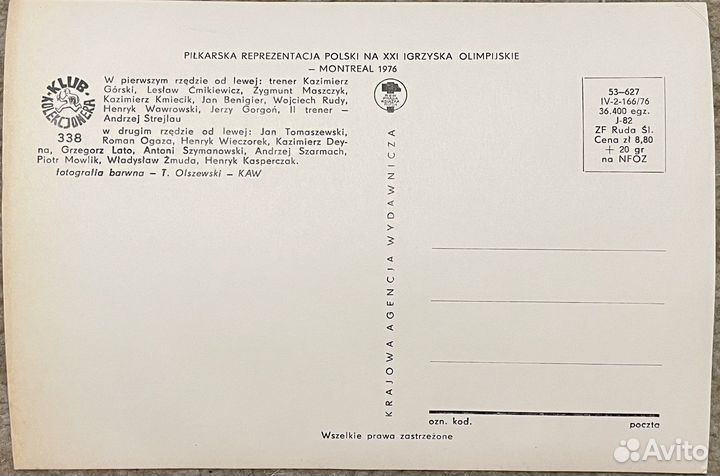 PIŁKARSKA REPREZENTACJA POLSKI NA XXI IGRZYSKA OLIMPIJSKIE
– MONTREAL 1976
KLUB KOLEKCJONERA
338
W pierwszym rzędzie od lewej: trener Kazimierz
Górski, Lesław Ćmikiewicz, Zygmunt Maszczyk,
Kazimierz Kmiecik, Jan Benigier, Wojciech Rudy,
Henryk Wawrowski, Jerzy Gorgoń, II trener –
Andrzej Strejlau
w drugim rzędzie od lewej: Jan Tomaszewski,
Roman Ogaza, Henryk Wieczorek, Kazimierz Dey-
na, Grzegorz Lato, Antoni Szymanowski, Andrzej Szarmach,
Piotr Mowlik, Władysław Żmuda, Henryk Kasperczak.
fotografia barwna – T. Olszewski – KAW
KRAJOWA AGENCJA WYDAWNICZA
53–627
IV-2-166/76
36.400 egz.
J-82
ZF Ruda Śl.
Cena zł 8,80
+ 20 gr
na NFOZ
ozn. kod.
poczta
Wszelkie prawa zastrzeżone
Avito